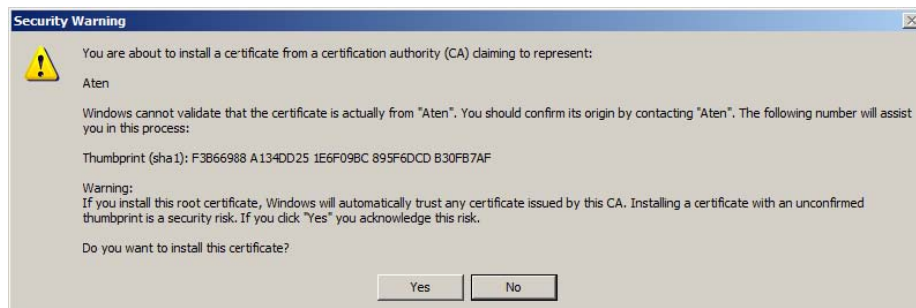 Security Warning
You are about to install a certificate from a certification authority (CA) claiming to represent:
Aten
Windows cannot validate that the certificate is actually from "Aten". You should confirm its origin by contacting "Aten". The following number will assist
you in this process:
Thumbprint (sha1): F3B66988 A134DD25 1E6F09BC 895F6DCD B30FB7AF
Warning:
If you install this root certificate, Windows will automatically trust any certificate issued by this CA. Installing a certificate with an unconfirmed
thumbprint is a security risk. If you click "Yes" you acknowledge this risk.
Do you want to install this certificate?
Yes
No